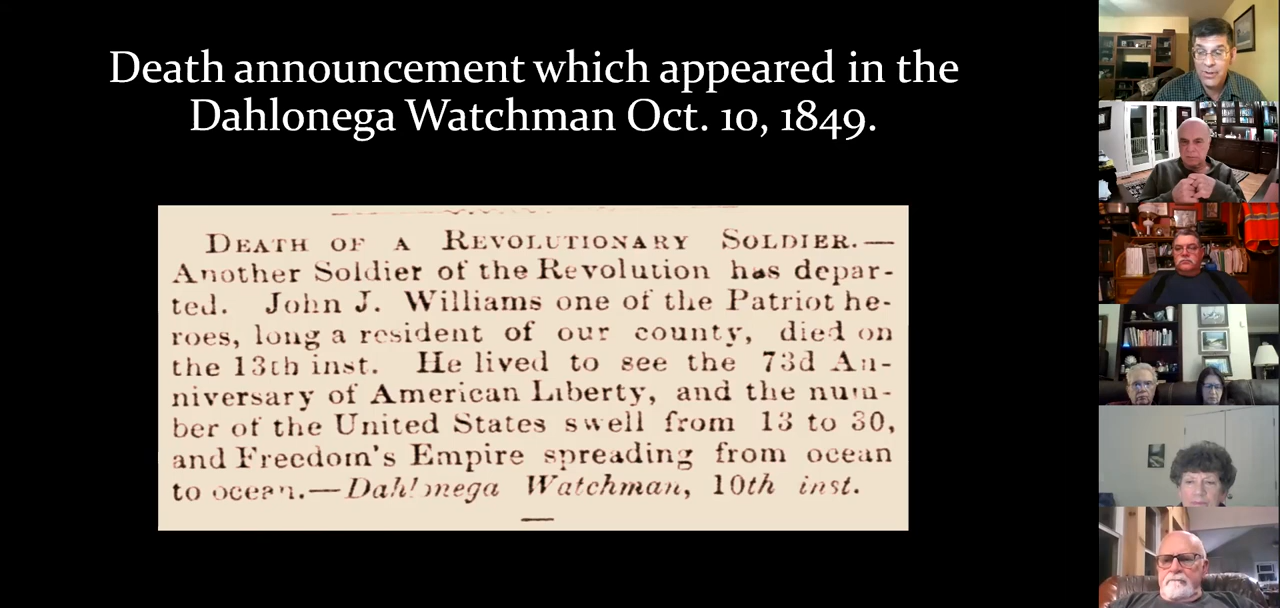 Death announcement which appeared in the
Dahlonega Watchman Oct. 10, 1849.
DEATH OF A REVOLUTIONARY SOLDIER.—
Another Soldier of the Revolution has depar-
ted. John J. Williams one of the Patriot he-
roes, long a resident of our county, died on
the 13th inst. He lived to see the 73d An-
niversary of American Liberty, and the num-
ber of the United States swell from 13 to 30,
and Freedom's Empire spreading from ocean
to ocean.—Dahlonega Watchman, 10th inst.